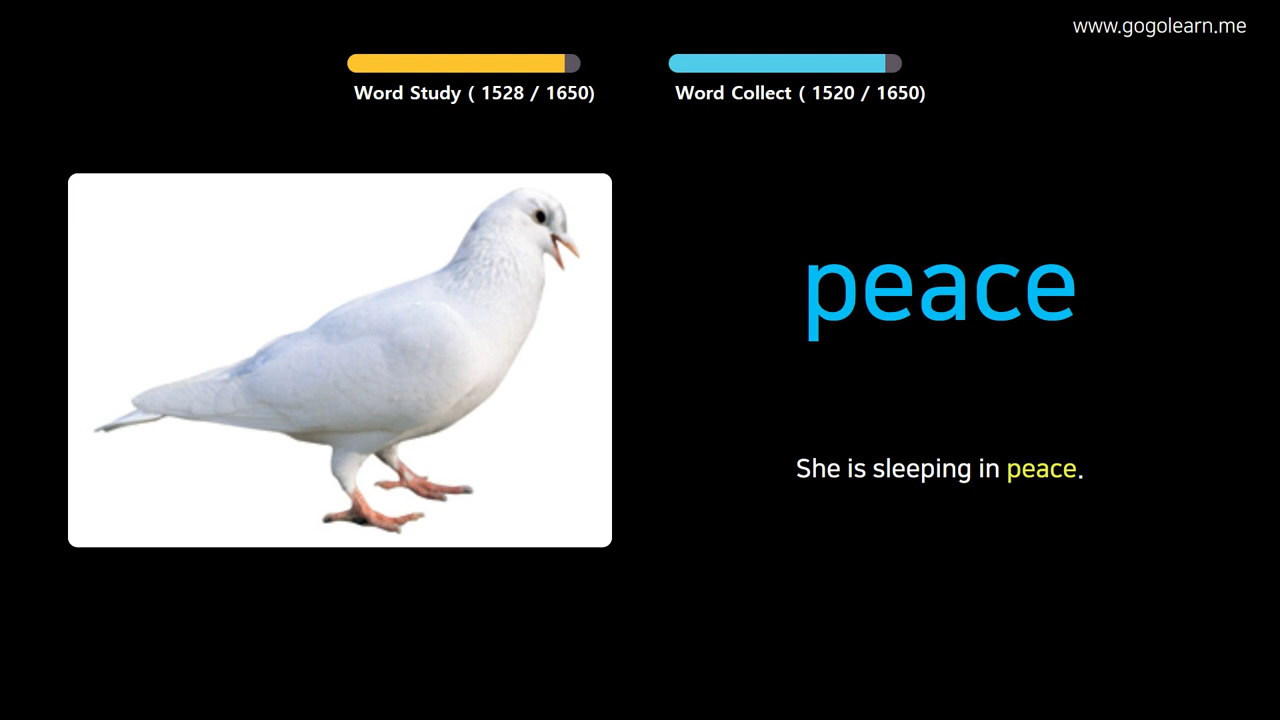 www.gogolearn.me
Word Study ( 1528 / 1650)
Word Collect ( 1520 / 1650)
peace
She is sleeping in peace.